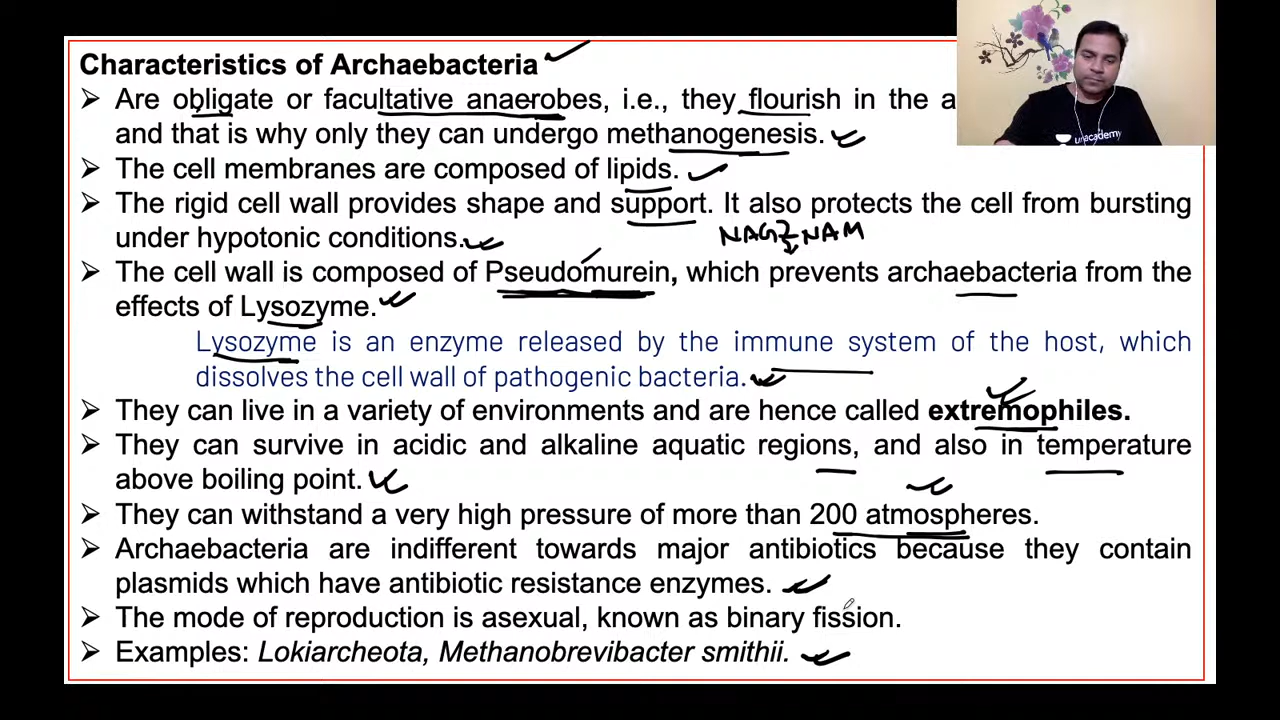 Characteristics of Archaebacteria
➤ Are obligate or facultative anaerobes, i.e., they flourish in the a
and that is why only they can undergo methanogenesis.
➤ The cell membranes are composed of lipids.
➤ The rigid cell wall provides shape and support. It also protects the cell from bursting
under hypotonic conditions.
NAG NAM
➤ The cell wall is composed of Pseudomurein, which prevents archaebacteria from the
effects of Lysozyme.
Lysozyme is an enzyme released by the immune system of the host, which
dissolves the cell wall of pathogenic bacteria.
➤ They can live in a variety of environments and are hence called extremophiles.
➤ They can survive in acidic and alkaline aquatic regions, and also in temperature
above boiling point.
➤ They can withstand a very high pressure of more than 200 atmospheres.
➤ Archaebacteria are indifferent towards major antibiotics because they contain
plasmids which have antibiotic resistance enzymes.
➤ The mode of reproduction is asexual, known as binary fission.
➤ Examples: Lokiarcheota, Methanobrevibacter smithii.
unacademy